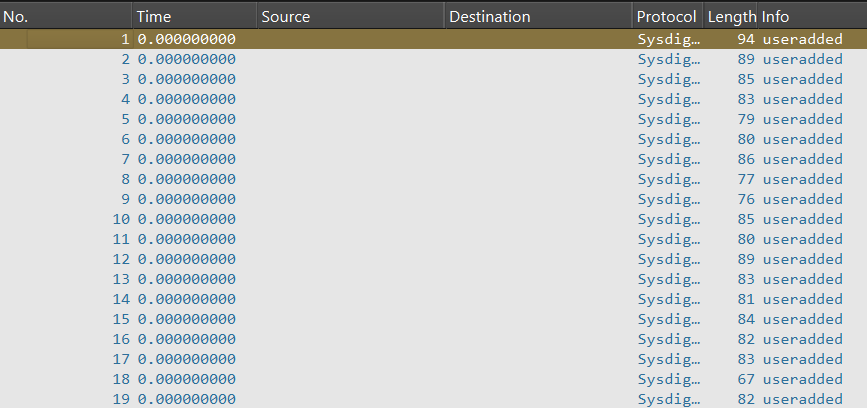 No. Time Source Destination Protocol Length Info
1 0.000000000 Sysdig… 94 useradded
2 0.000000000 Sysdig… 89 useradded
3 0.000000000 Sysdig… 85 useradded
4 0.000000000 Sysdig… 83 useradded
5 0.000000000 Sysdig… 79 useradded
6 0.000000000 Sysdig… 80 useradded
7 0.000000000 Sysdig… 86 useradded
8 0.000000000 Sysdig… 77 useradded
9 0.000000000 Sysdig… 76 useradded
10 0.000000000 Sysdig… 85 useradded
11 0.000000000 Sysdig… 80 useradded
12 0.000000000 Sysdig… 89 useradded
13 0.000000000 Sysdig… 83 useradded
14 0.000000000 Sysdig… 81 useradded
15 0.000000000 Sysdig… 84 useradded
16 0.000000000 Sysdig… 82 useradded
17 0.000000000 Sysdig… 83 useradded
18 0.000000000 Sysdig… 67 useradded
19 0.000000000 Sysdig… 82 useradded